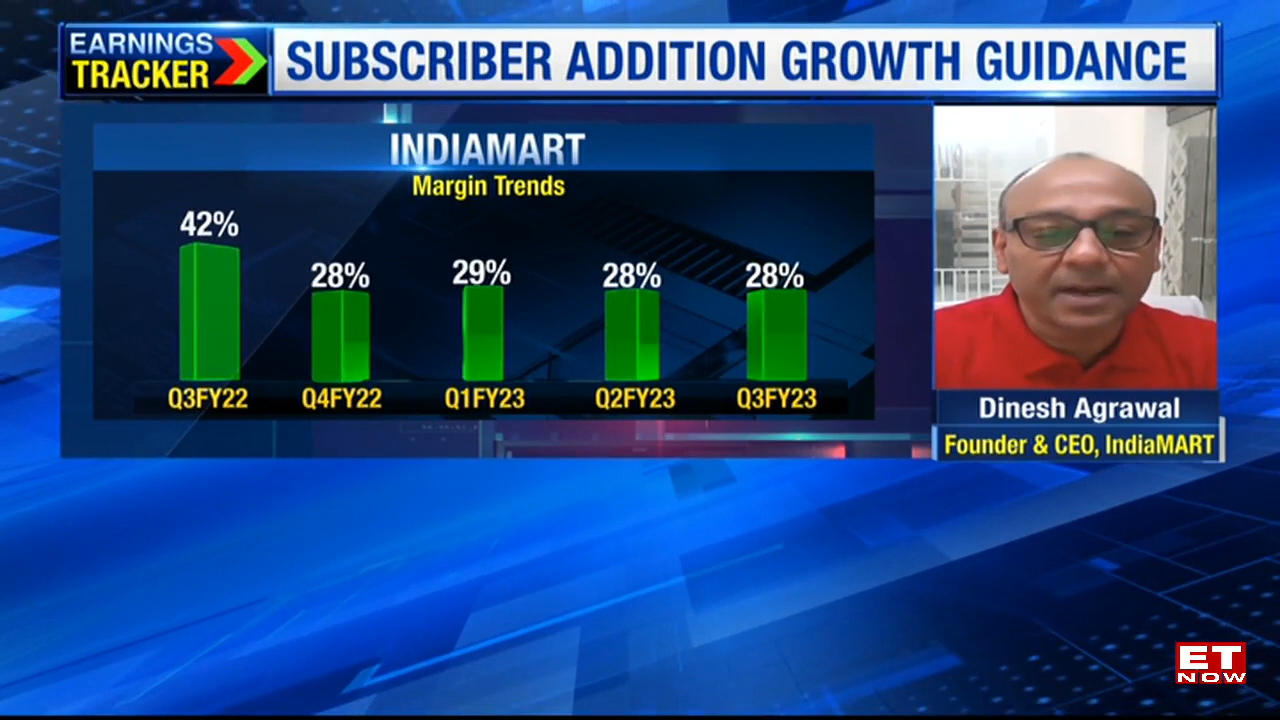 EARNINGS
TRACKER
SUBSCRIBER ADDITION GROWTH GUIDANCE
INDIAMART
Margin Trends
42%
28%
29%
28%
28%
Q3FY22
Q4FY22
Q1FY23
Q2FY23
Q3FY23
Dinesh Agrawal
Founder & CEO, IndiaMART
ET
NOW